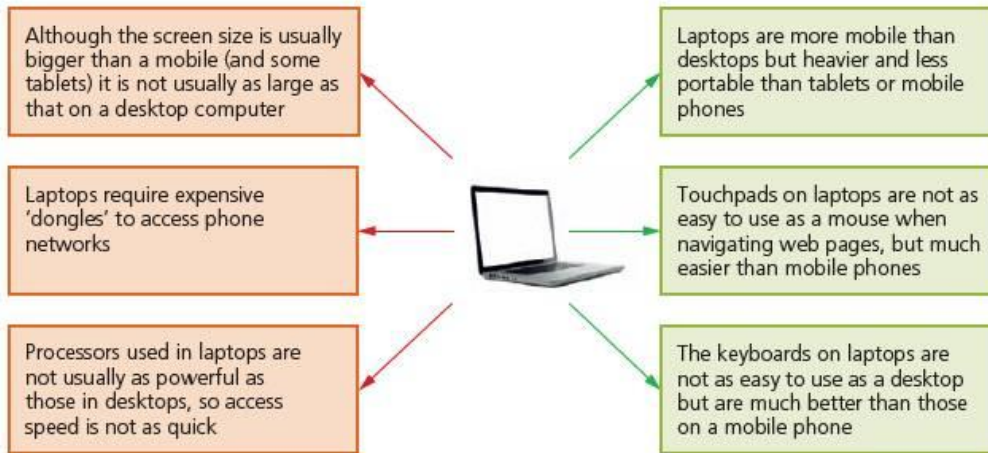 Although the screen size is usually
bigger than a mobile (and some
tablets) it is not usually as large as
that on a desktop computer
Laptops require expensive
‘dongles’ to access phone
networks
Processors used in laptops are
not usually as powerful as
those in desktops, so access
speed is not as quick
Laptops are more mobile than
desktops but heavier and less
portable than tablets or mobile
phones
Touchpads on laptops are not as
easy to use as a mouse when
navigating web pages, but much
easier than mobile phones
The keyboards on laptops are
not as easy to use as a desktop
but are much better than those
on a mobile phone